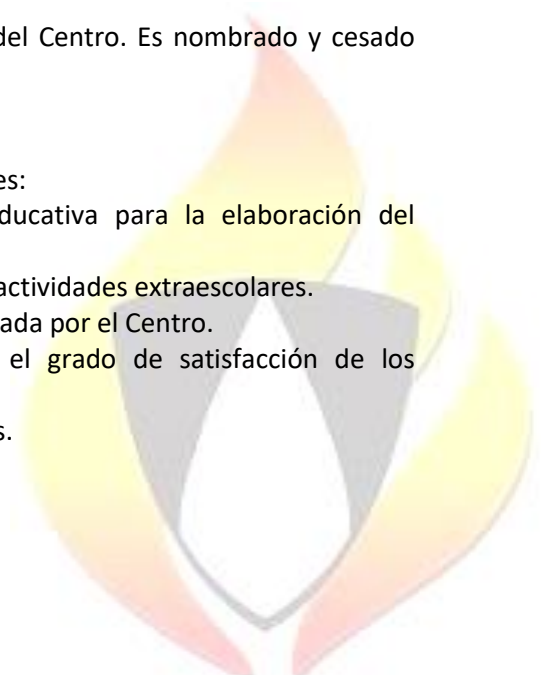 del Centro. Es nombrado y cesado
es:
ducativa para la elaboración del
actividades extraescolares.
ada por el Centro.
el grado de satisfacción de los
s.